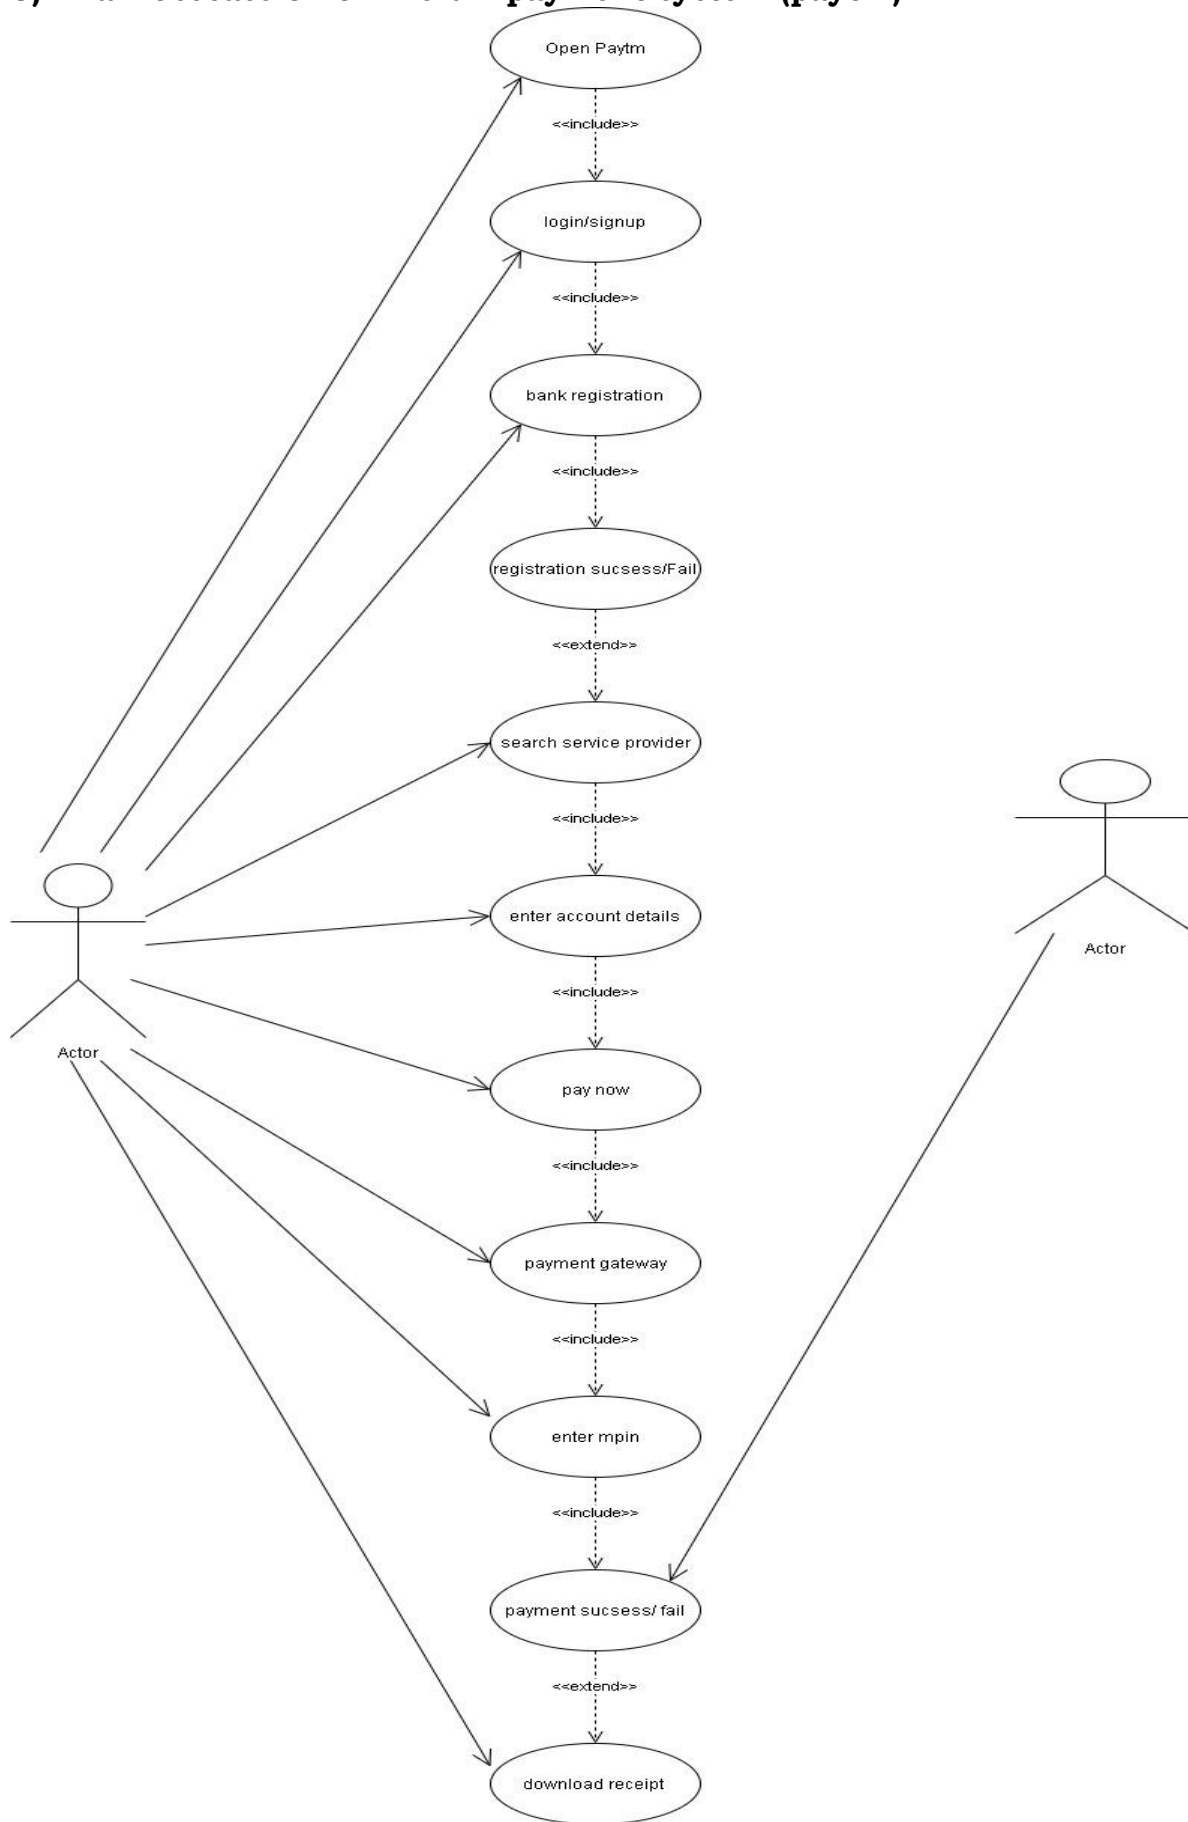 Open Paytm
<<include>>
login/signup
<<include>>
bank registration
<<include>>
registration sucsess/Fail
<<extend>>
search service provider
<<include>>
enter account details
Actor
<<include>>
Actor
pay now
<<include>>
payment gateway
<<include>>
enter mpin
<<include>>
payment sucsess/ fail
<<extend>>
download receipt